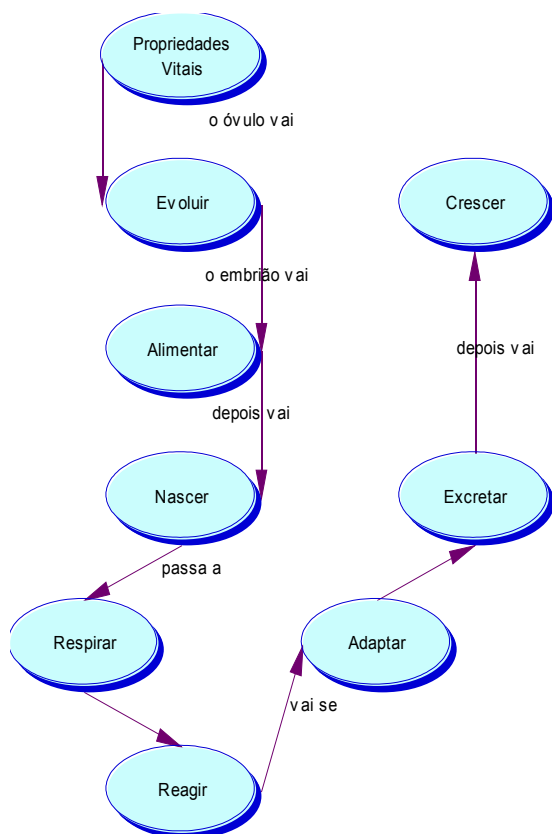 Propriedades
Vitais
o óvulo vai
Evoluir
o embrião vai
Alimentar
depois vai
Nascer
passa a
Respirar
Reagir
vai se
Adaptar
Excretar
depois vai
Crescer